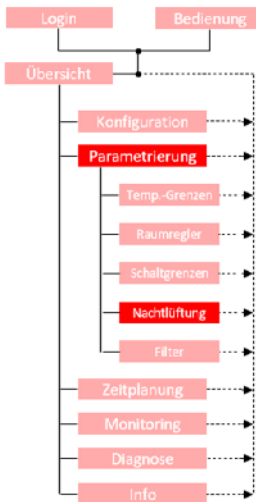 Login
Bedienung
Übersicht
Konfiguration
Parametrierung
Temp.-Grenzen
Raumregler
Schaltgrenzen
Nachtlüftung
Filter
Zeitplanung
Monitoring
Diagnose
Info